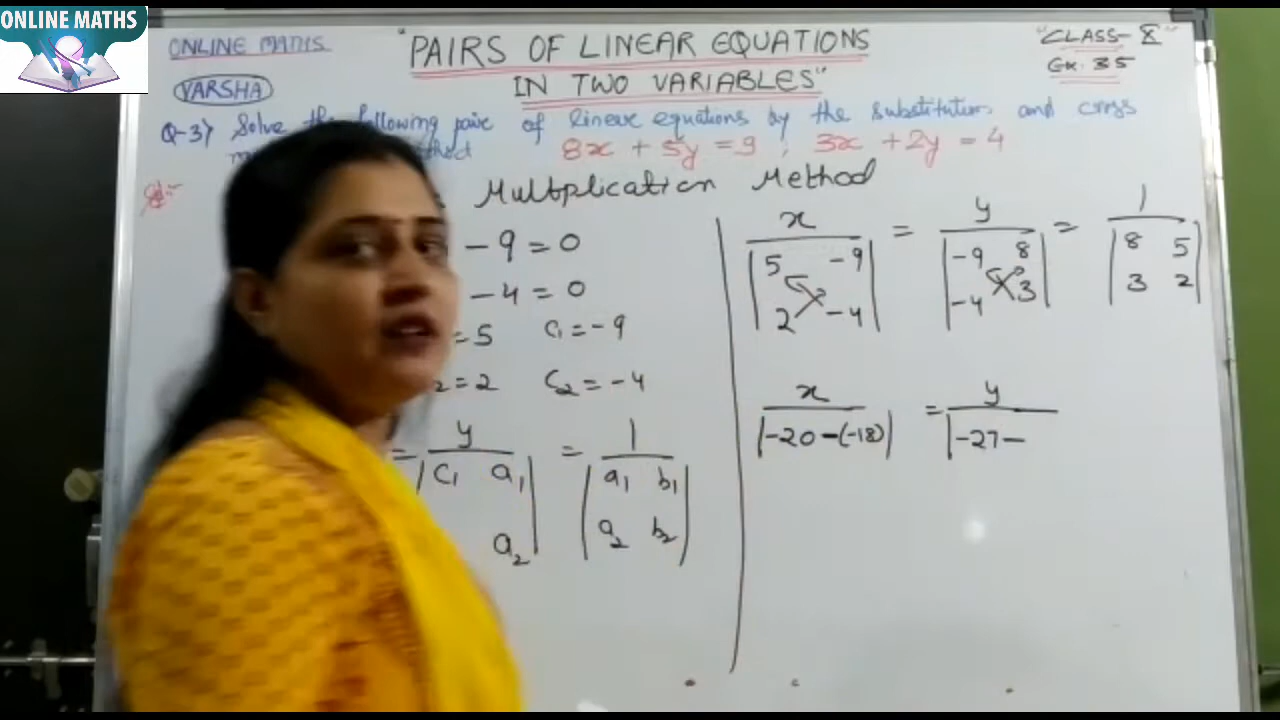 ONLINE MATHS
ONLINE MATHS "PAIRS OF LINEAR EQUATIONS "CLASS-X"
VARSHA IN TWO VARIABLES" Ex. 3.5
Q-3) Solve the following pair of linear equations by the substitution and cross
8x + 5y = 9 ; 3x + 2y = 4
Multplication Method
- 9 = 0
- 4 = 0
= 5 c₁ = -9
₂ = 2 c₂ = -4
= y = 1
c₁ a₁ a₁ b₁
a₂ a₂ b₂
x = y = 1
5 -9 -9 8 8 5
2 -4 -4 3 3 2
x = y
|-20-(-18)| |-27-